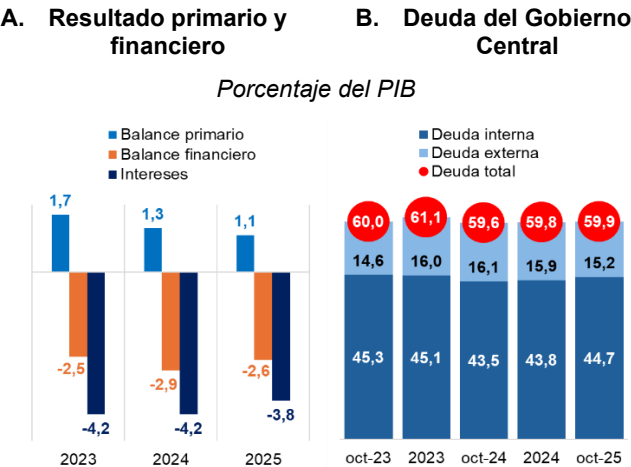 A. Resultado primario y
financiero
B. Deuda del Gobierno
Central
Porcentaje del PIB
Balance primario
Balance financiero
Intereses
1,7
1,3
1,1
-2,5
-2,9
-2,6
-4,2
-4,2
-3,8
2023
2024
2025
Deuda interna
Deuda externa
Deuda total
60,0
61,1
59,6
59,8
59,9
14,6
16,0
16,1
15,9
15,2
45,3
45,1
43,5
43,8
44,7
oct-23
2023
oct-24
2024
oct-25